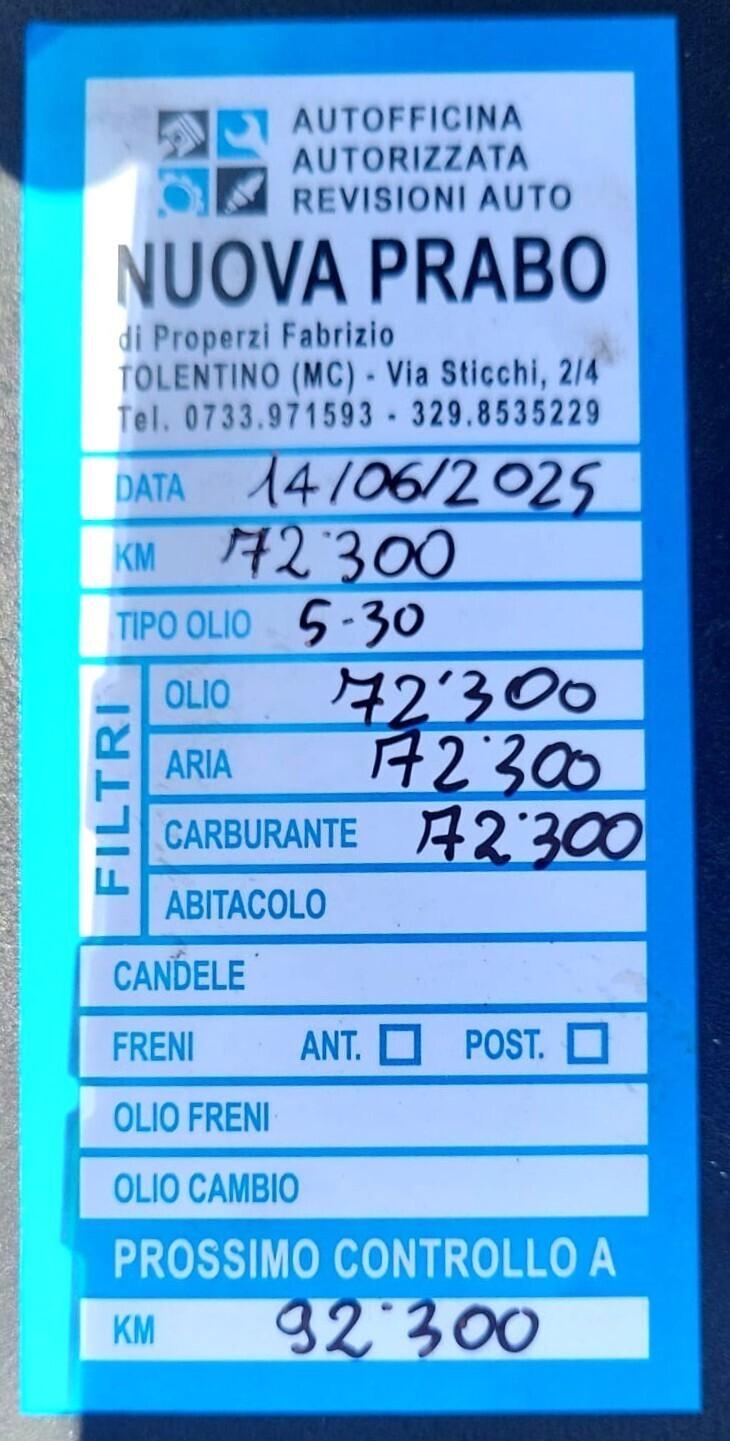 AUTOFFICINA
AUTORIZZATA
REVISIONI AUTO
NUOVA PRABO
di Properzi Fabrizio
TOLENTINO (MC) - Via Sticchi, 2/4
Tel. 0733.971593 - 329.8535229
DATA 14/06/2025
KM 72'300
TIPO OLIO 5-30
FILTRI
OLIO 72'300
ARIA 72'300
CARBURANTE 72'300
ABITACOLO
CANDELE
FRENI ANT. POST.
OLIO FRENI
OLIO CAMBIO
PROSSIMO CONTROLLO A
KM 92'300